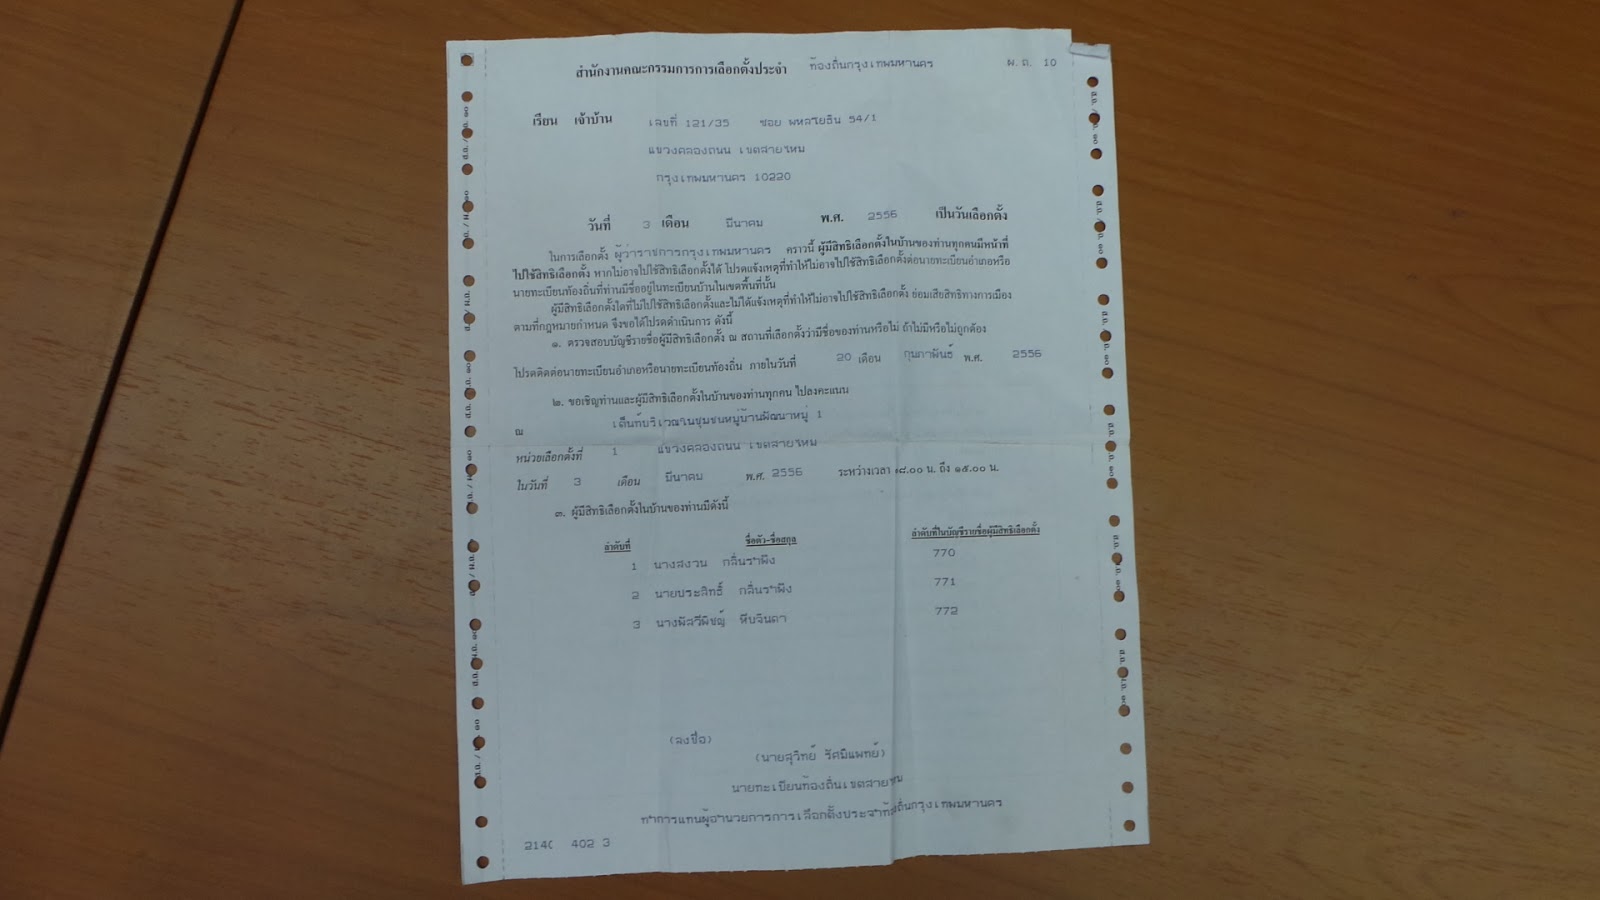 สำนักงานคณะกรรมการการเลือกตั้งประจำ ท้องถิ่นกรุงเทพมหานคร ผ.ถ. 10
เรียน เจ้าบ้าน เลขที่ 121/35 ซอย พหลโยธิน 54/1
แขวงคลองถนน เขตสายไหม
กรุงเทพมหานคร 10220
วันที่ 3 เดือน มีนาคม พ.ศ. 2556 เป็นวันเลือกตั้ง
ในการเลือกตั้ง ผู้ว่าราชการกรุงเทพมหานคร คราวนี้ ผู้มีสิทธิเลือกตั้งในบ้านของท่านทุกคนมีหน้าที่
ไปใช้สิทธิเลือกตั้ง หากไม่อาจไปใช้สิทธิเลือกตั้งได้ โปรดแจ้งเหตุที่ทำให้ไม่อาจไปใช้สิทธิเลือกตั้งต่อนายทะเบียนอำเภอหรือ
นายทะเบียนท้องถิ่นที่ท่านมีชื่ออยู่ในทะเบียนบ้านในเขตพื้นที่นั้น
ผู้มีสิทธิเลือกตั้งใดที่ไม่ไปใช้สิทธิเลือกตั้งและไม่ได้แจ้งเหตุที่ทำให้ไม่อาจไปใช้สิทธิเลือกตั้ง ย่อมเสียสิทธิทางการเมือง
ตามที่กฎหมายกำหนด จึงขอได้โปรดดำเนินการ ดังนี้
๑. ตรวจสอบบัญชีรายชื่อผู้มีสิทธิเลือกตั้ง ณ สถานที่เลือกตั้งว่ามีชื่อของท่านหรือไม่ ถ้าไม่มีหรือไม่ถูกต้อง
โปรดติดต่อนายทะเบียนอำเภอหรือนายทะเบียนท้องถิ่น ภายในวันที่ 20 เดือน กุมภาพันธ์ พ.ศ. 2556
๒. ขอเชิญท่านและผู้มีสิทธิเลือกตั้งในบ้านของท่านทุกคน ไปลงคะแนน
ณ เต็นท์บริเวณในชุมชนหมู่บ้านพัฒนาหมู่ 1
หน่วยเลือกตั้งที่ 1 แขวงคลองถนน เขตสายไหม
ในวันที่ 3 เดือน มีนาคม พ.ศ. 2556 ระหว่างเวลา ๐๘.๐๐ น. ถึง ๑๕.๐๐ น.
๓. ผู้มีสิทธิเลือกตั้งในบ้านของท่านมีดังนี้
ลำดับที่ ชื่อตัว-ชื่อสกุล ลำดับที่ในบัญชีรายชื่อผู้มีสิทธิเลือกตั้ง
1 นางสงวน กลิ่นรำพึง 770
2 นายประสิทธิ์ กลิ่นรำพึง 771
3 นางพัสวีพิชญ์ หีบจินดา 772
(ลงชื่อ)
(นายสุวิทย์ รัศมิแพทย์)
นายทะเบียนท้องถิ่นเขตสายไหม
ทำการแทนผู้อำนวยการการเลือกตั้งประจำท้องถิ่นกรุงเทพมหานคร
2140 402 3